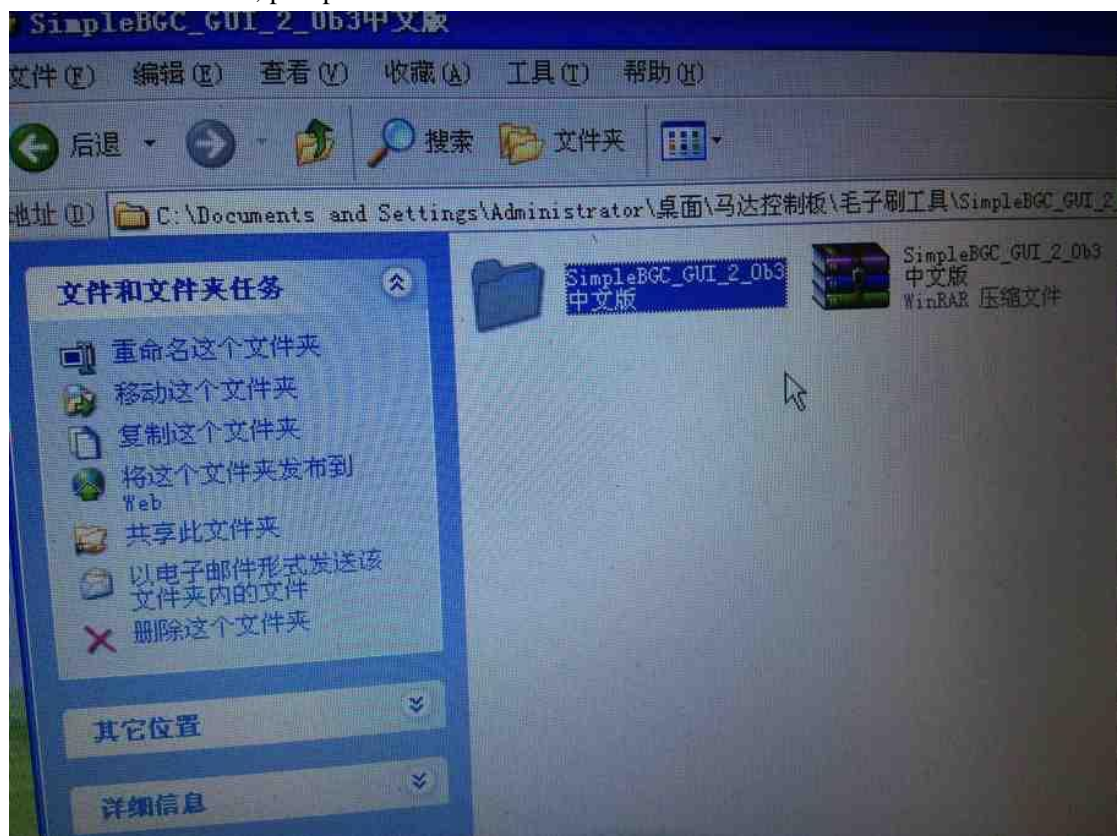 SimpleBGC_GUI_2_0b3中文版
文件(F) 编辑(E) 查看(V) 收藏(A) 工具(T) 帮助(H)
后退 搜索 文件夹
地址(D) C:\Documents and Settings\Administrator\桌面\马达控制板\毛子刷工具\SimpleBGC_GUI_2
文件和文件夹任务
重命名这个文件夹
移动这个文件夹
复制这个文件夹
将这个文件夹发布到
Web
共享此文件夹
以电子邮件形式发送该
文件夹内的文件
删除这个文件夹
其它位置
详细信息
SimpleBGC_GUI_2_0b3
中文版
SimpleBGC_GUI_2_0b3
中文版
WinRAR 压缩文件